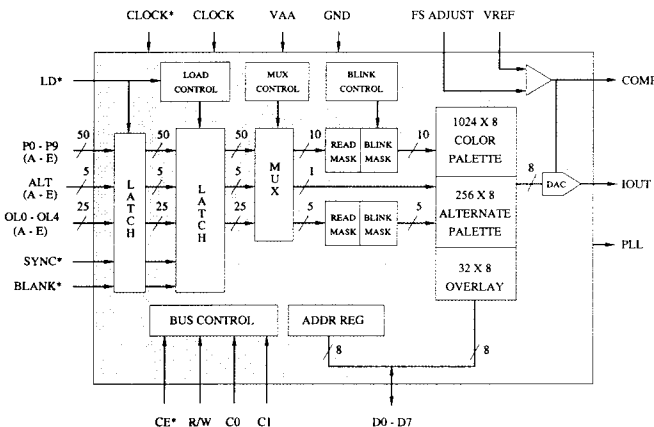 CLOCK* CLOCK VAA GND FS ADJUST VREF
LD*
LOAD CONTROL
MUX CONTROL
BLINK CONTROL
COMP
P0 - P9 (A - E)
50
50
50
10
READ MASK
BLINK MASK
10
1024 X 8 COLOR PALETTE
ALT (A - E)
5
LATCH
5
LATCH
5
MUX
1
8
DAC
IOUT
256 X 8 ALTERNATE PALETTE
OL0 - OL4 (A - E)
25
25
25
5
READ MASK
BLINK MASK
5
PLL
SYNC*
BLANK*
32 X 8 OVERLAY
BUS CONTROL
ADDR REG
8
8
CE* R/W C0 C1 D0 - D7